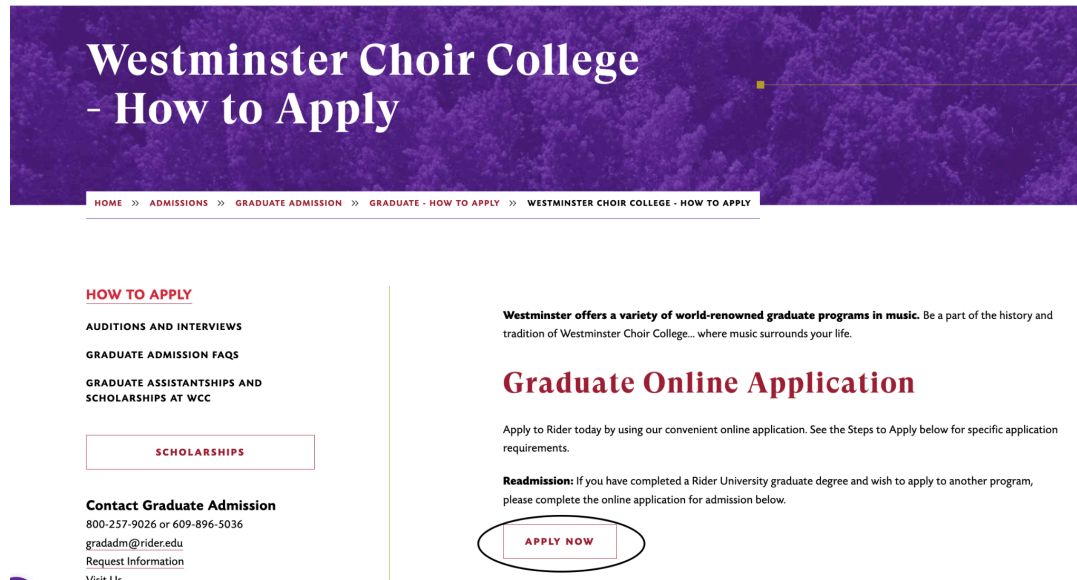 Westminster Choir College
- How to Apply
HOME » ADMISSIONS » GRADUATE ADMISSION » GRADUATE - HOW TO APPLY » WESTMINSTER CHOIR COLLEGE - HOW TO APPLY
HOW TO APPLY
AUDITIONS AND INTERVIEWS
GRADUATE ADMISSION FAQS
GRADUATE ASSISTANTSHIPS AND
SCHOLARSHIPS AT WCC
SCHOLARSHIPS
Contact Graduate Admission
800-257-9026 or 609-896-5036
gradadm@rider.edu
Request Information
Visit Us
Westminster offers a variety of world-renowned graduate programs in music. Be a part of the history and
tradition of Westminster Choir College... where music surrounds your life.
Graduate Online Application
Apply to Rider today by using our convenient online application. See the Steps to Apply below for specific application
requirements.
Readmission: If you have completed a Rider University graduate degree and wish to apply to another program,
please complete the online application for admission below.
APPLY NOW